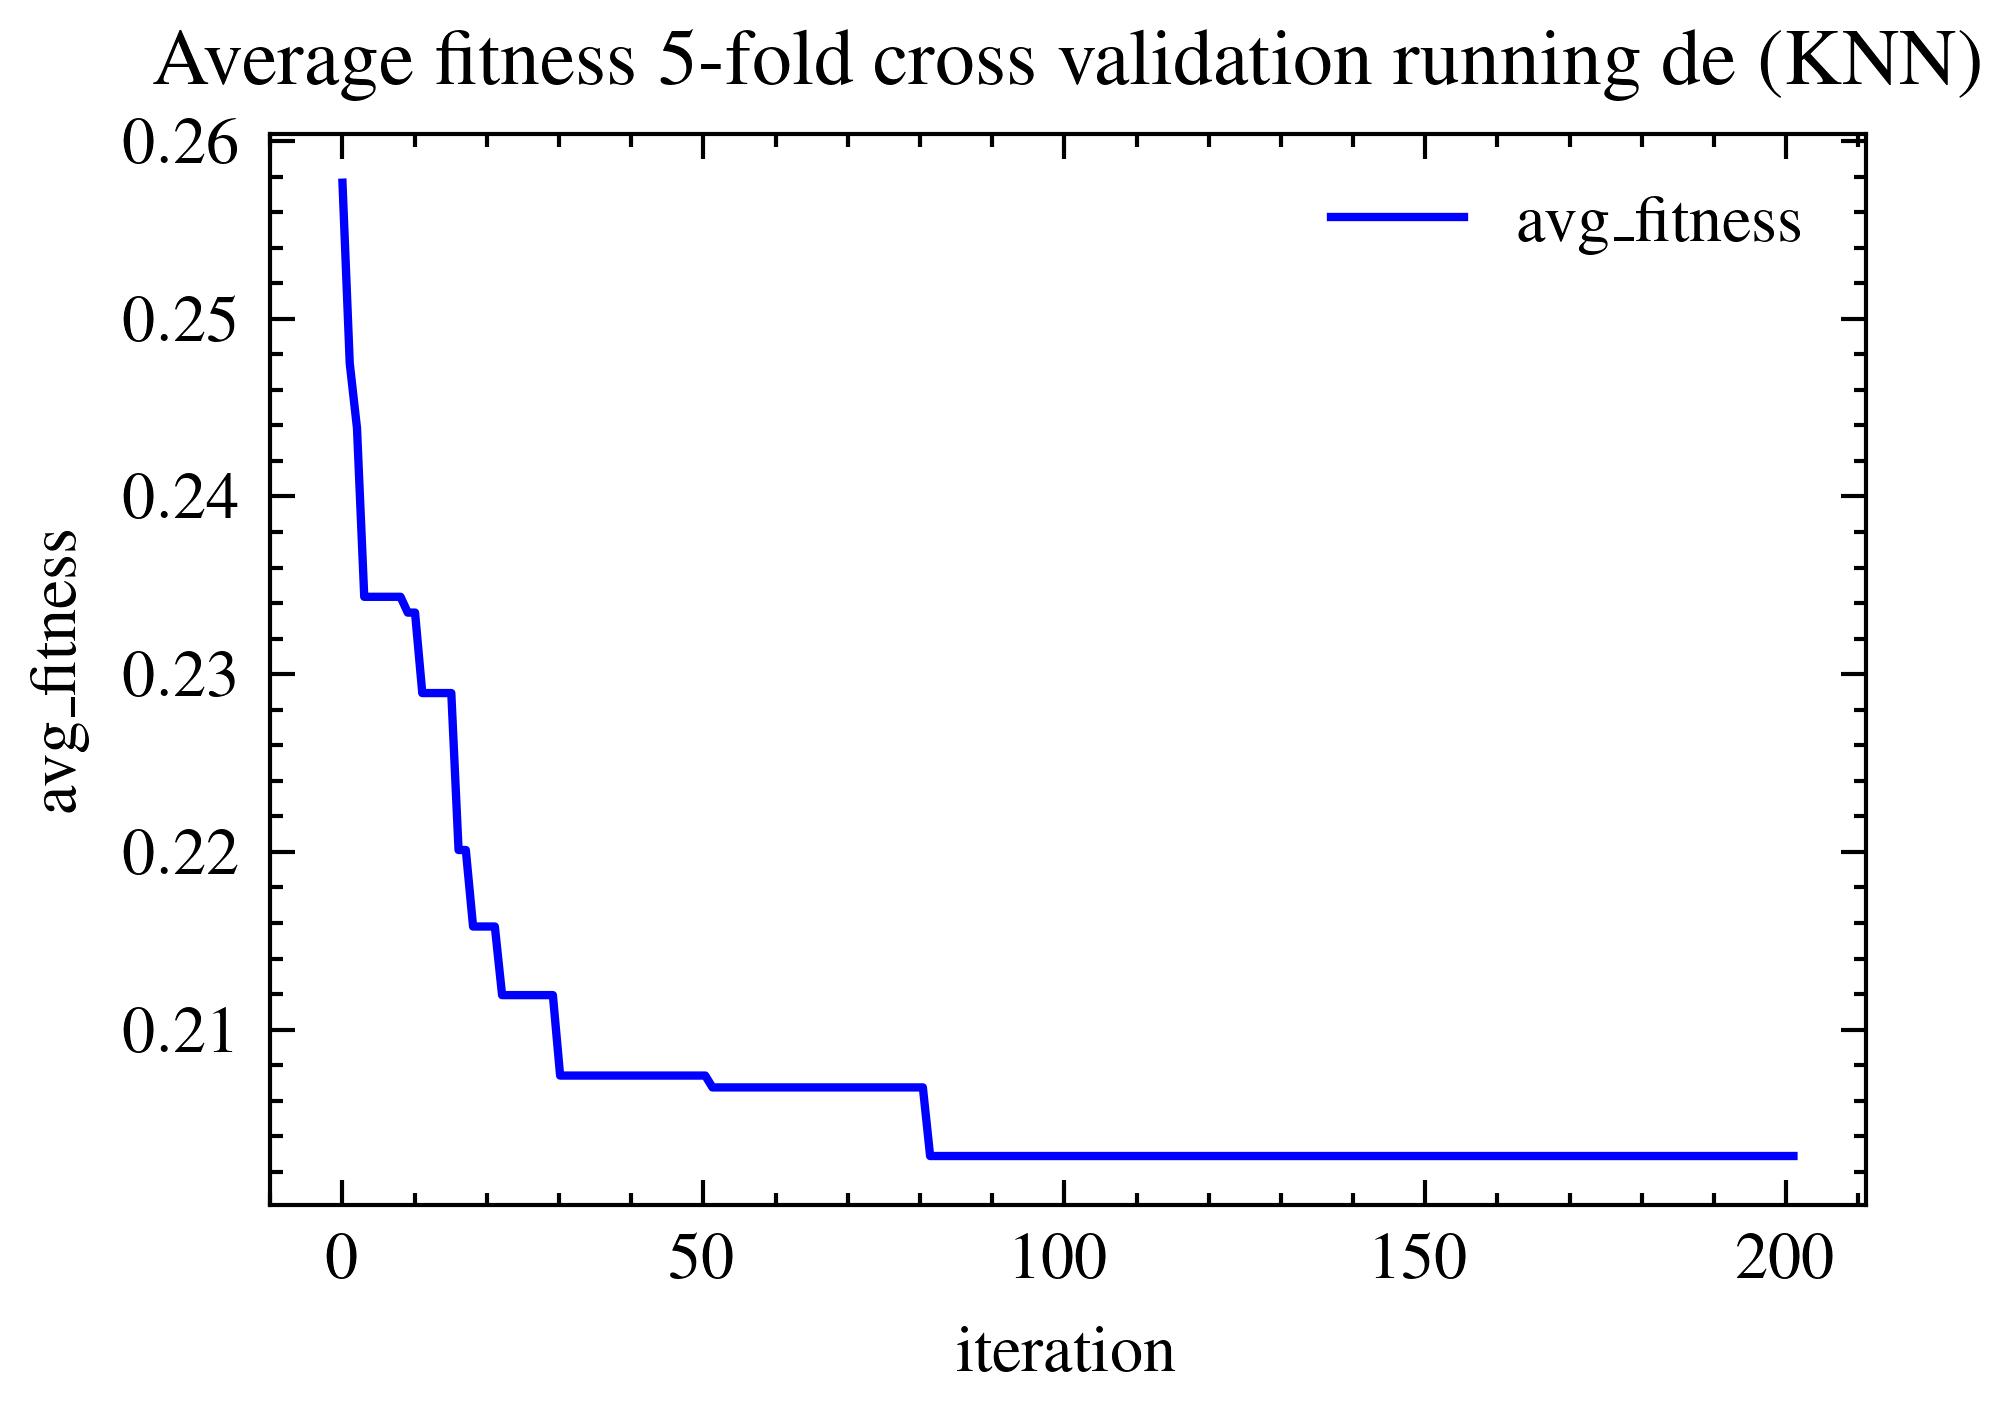 Average fitness 5-fold cross validation running de (KNN)
0.26
0.25
0.24
0.23
0.22
0.21
avg_fitness
avg_fitness
0
50
100
150
200
iteration